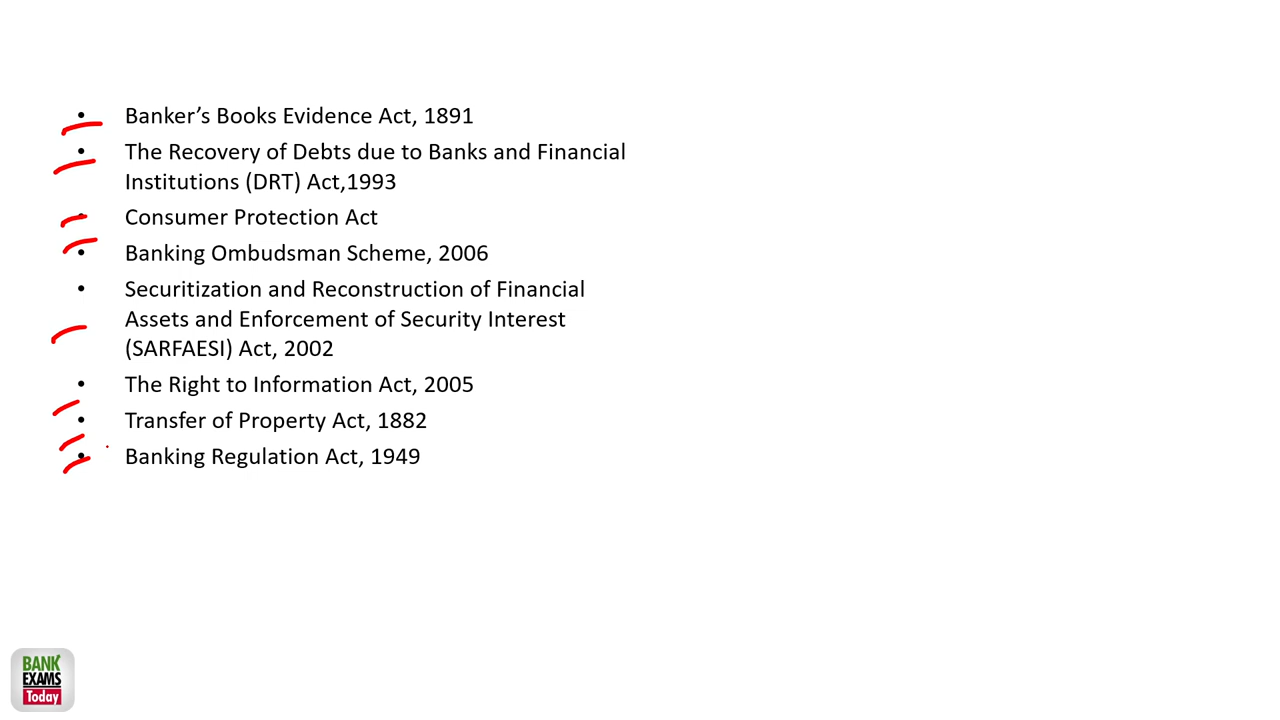 • Banker’s Books Evidence Act, 1891
• The Recovery of Debts due to Banks and Financial
Institutions (DRT) Act,1993
• Consumer Protection Act
• Banking Ombudsman Scheme, 2006
• Securitization and Reconstruction of Financial
Assets and Enforcement of Security Interest
(SARFAESI) Act, 2002
• The Right to Information Act, 2005
• Transfer of Property Act, 1882
• Banking Regulation Act, 1949
BANK
EXAMS
Today